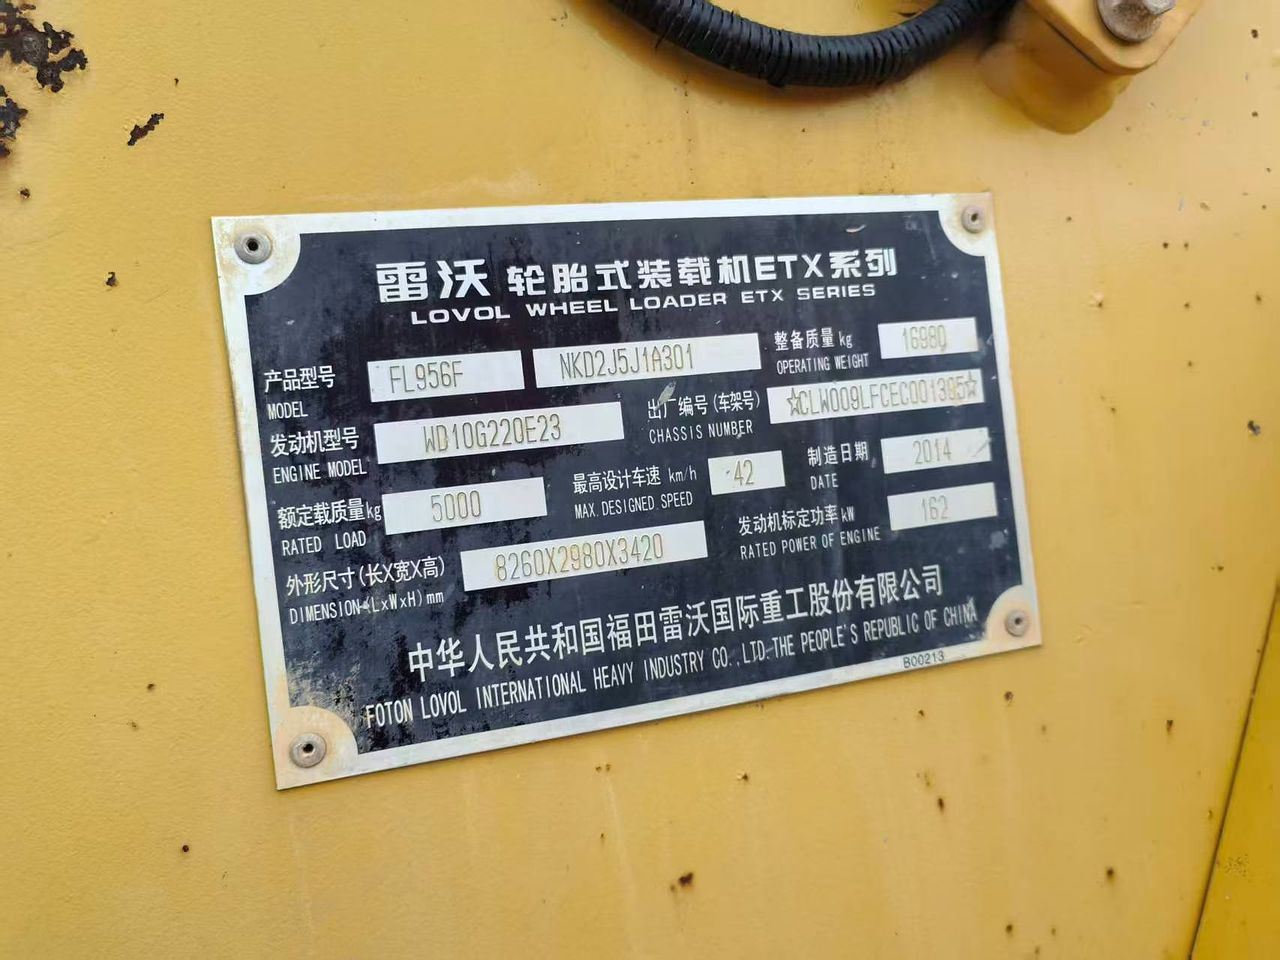 雷沃 轮胎式装载机ETX系列
LOVOL WHEEL LOADER ETX SERIES
产品型号 FL956F NKD2J5J1A301 整备质量 kg 16980
MODEL OPERATING WEIGHT
发动机型号 WD10G220E23 出厂编号(车架号) ☆CLW009LFCEC001395☆
ENGINE MODEL CHASSIS NUMBER
额定载质量kg 5000 最高设计车速 km/h 42 制造日期 2014
RATED LOAD MAX.DESIGNED SPEED DATE
外形尺寸(长X宽X高) 8260X2980X3420 发动机标定功率 kW 162
DIMENSION(LxWxH)mm RATED POWER OF ENGINE
中华人民共和国福田雷沃国际重工股份有限公司
FOTON LOVOL INTERNATIONAL HEAVY INDUSTRY CO.,LTD.THE PEOPLE'S REPUBLIC OF CHINA
B00213